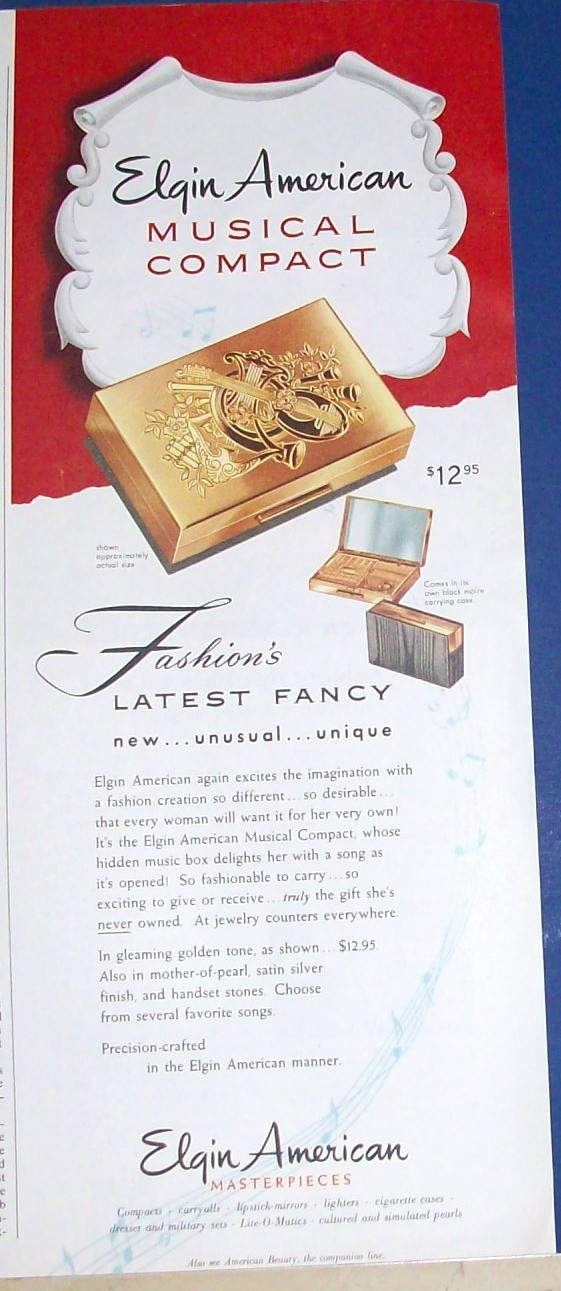 Elgin American
MUSICAL
COMPACT
$12.95
shown
approximately
actual size
Comes in its
own black moire
carrying case.
Fashion's
LATEST FANCY
new...unusual...unique
Elgin American again excites the imagination with
a fashion creation so different...so desirable...
that every woman will want it for her very own!
It's the Elgin American Musical Compact, whose
hidden music box delights her with a song as
it's opened! So fashionable to carry...so
exciting to give or receive...truly the gift she's
never owned. At jewelry counters everywhere.
In gleaming golden tone, as shown...$12.95.
Also in mother-of-pearl, satin silver
finish, and handset stones. Choose
from several favorite songs.
Precision-crafted
in the Elgin American manner.
Elgin American
MASTERPIECES
Compacts - carryalls - lipstick-mirrors - lighters - cigarette cases -
dresser and military sets - Lite-O-Matics - cultured and simulated pearls
Also see American Beauty, the companion line.